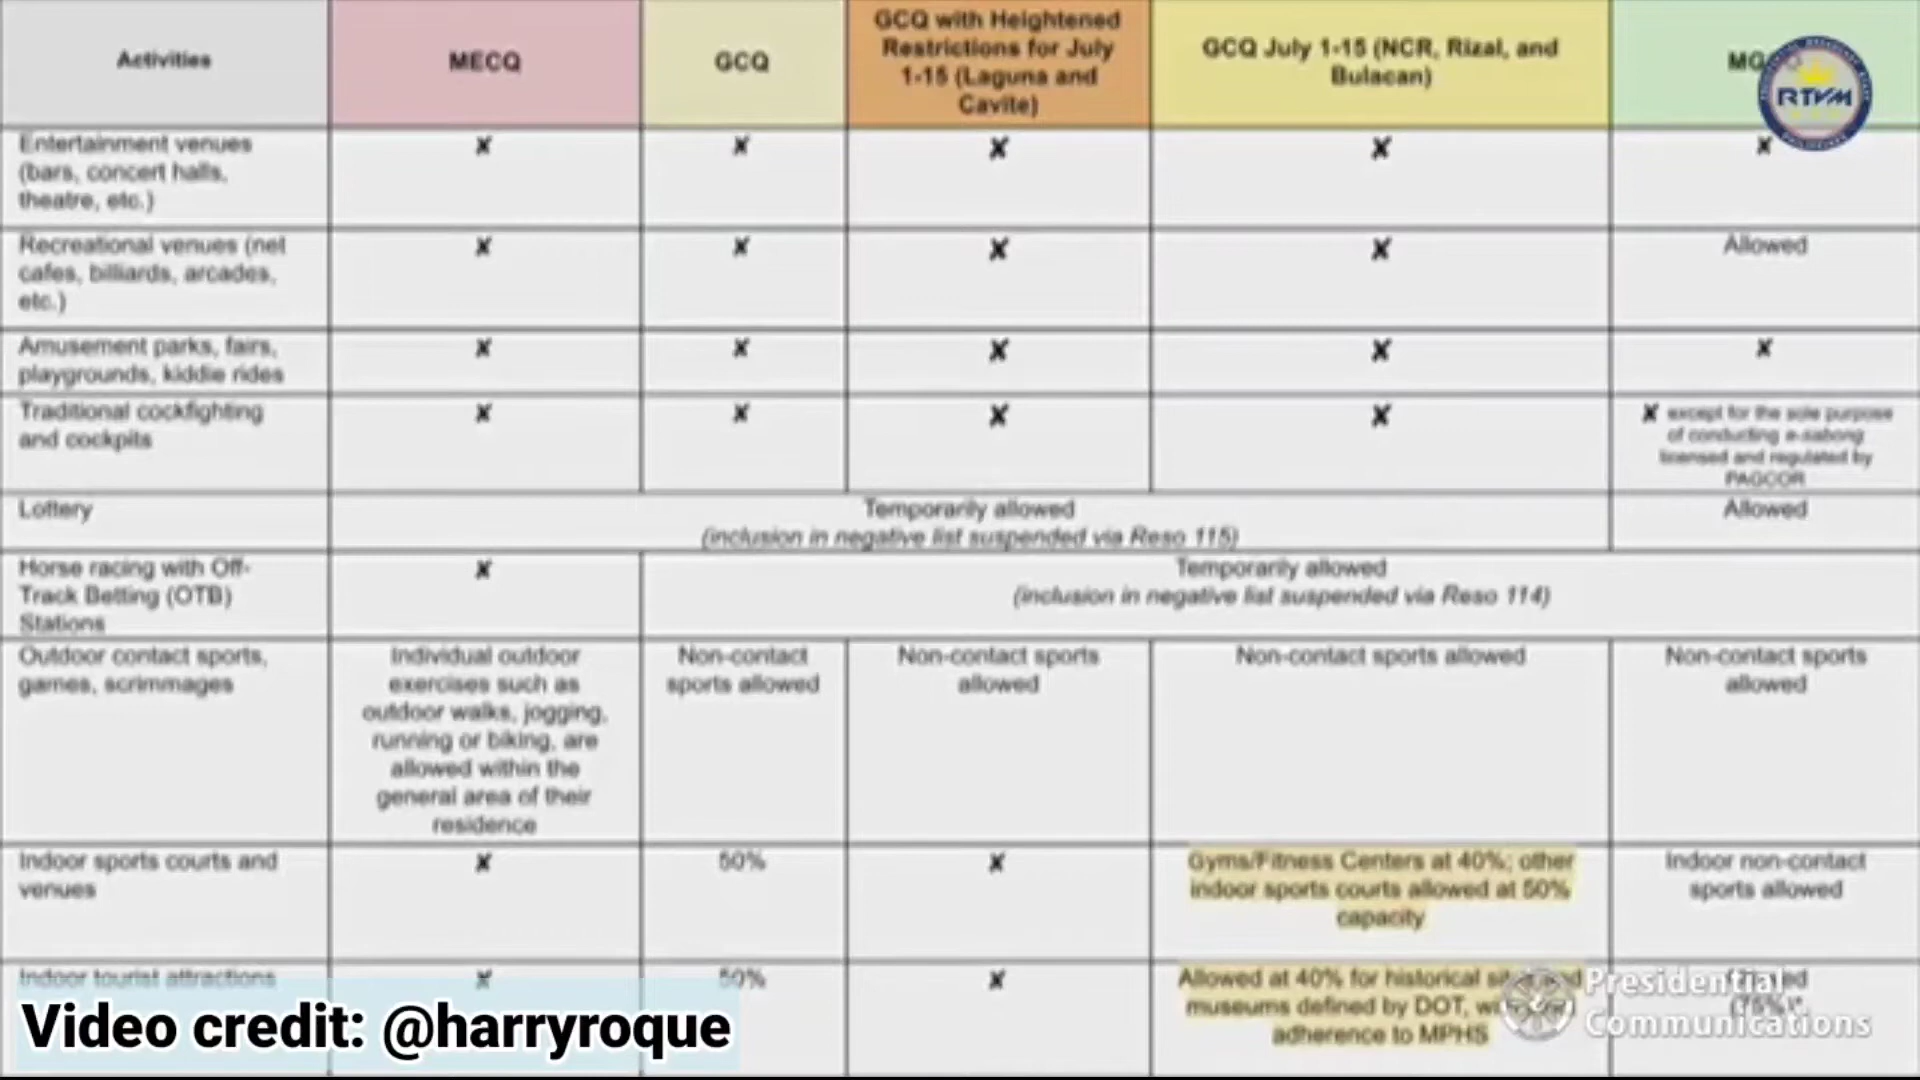 Activities
MECQ
GCQ
GCQ with Heightened
Restrictions for July
1-15 (Laguna and
Cavite)
GCQ July 1-15 (NCR, Rizal, and
Bulacan)
RTVM
Entertainment venues
(bars, concert halls,
theatre, etc.)
✘
✘
✘
✘
✘
Recreational venues (net
cafes, billiards, arcades,
etc.)
✘
✘
✘
✘
Allowed
Amusement parks, fairs,
playgrounds, kiddie rides
✘
✘
✘
✘
✘
Traditional cockfighting
and cockpits
✘
✘
✘
✘
✘ except for the sole purpose
of conducting e-sabong
licensed and regulated by
PAGCOR
Lottery
Temporarily allowed
(inclusion in negative list suspended via Reso 115)
Allowed
Horse racing with Off-
Track Betting (OTB)
Stations
✘
Temporarily allowed
(inclusion in negative list suspended via Reso 114)
Outdoor contact sports,
games, scrimmages
Individual outdoor
exercises such as
outdoor walks, jogging,
running or biking, are
allowed within the
general area of their
residence
Non-contact
sports allowed
Non-contact sports
allowed
Non-contact sports allowed
Non-contact sports
allowed
Indoor sports courts and
venues
✘
50%
✘
Gyms/Fitness Centers at 40%; other
indoor sports courts allowed at 50%
capacity
Indoor non-contact
sports allowed
Indoor tourist attractions
✘
50%
✘
Allowed at 40% for historical
museums defined by DOT,
adherence to MPHS
(75%)*
Presidential
Communications
Video credit: @harryroque